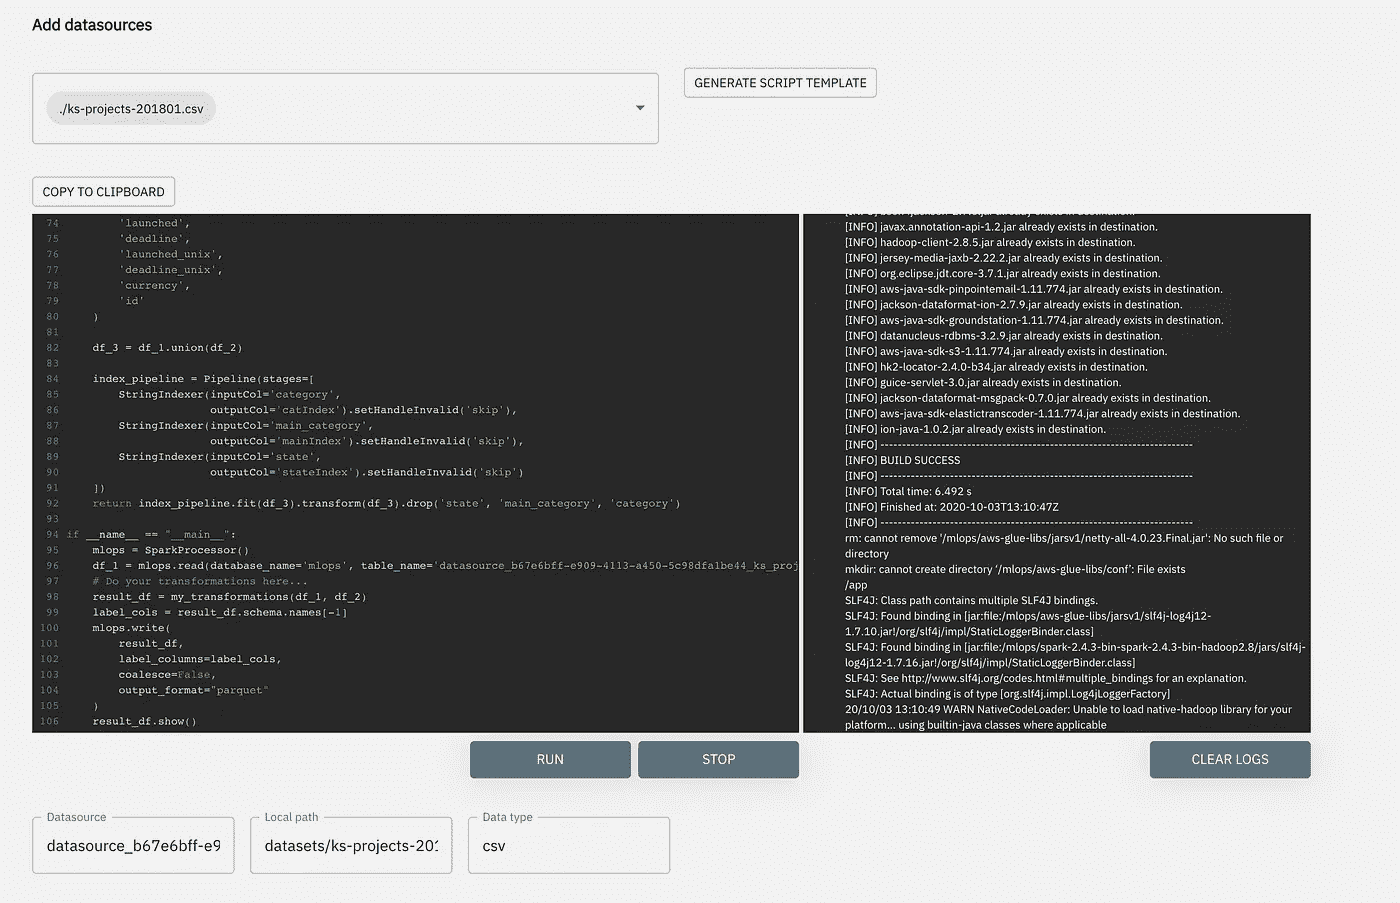 Add datasources
./ks-projects-201801.csv
GENERATE SCRIPT TEMPLATE
COPY TO CLIPBOARD
74 'launched',
75 'deadline',
76 'launched_unix',
77 'deadline_unix',
78 'currency',
79 'id'
80 )
81
82 df_3 = df_1.union(df_2)
83
84 index_pipeline = Pipeline(stages=[
85 StringIndexer(inputCol='category',
86 outputCol='catIndex').setHandleInvalid('skip'),
87 StringIndexer(inputCol='main_category',
88 outputCol='mainIndex').setHandleInvalid('skip'),
89 StringIndexer(inputCol='state',
90 outputCol='stateIndex').setHandleInvalid('skip')
91 ])
92 return index_pipeline.fit(df_3).transform(df_3).drop('state', 'main_category', 'category')
93
94 if __name__ == "__main__":
95 mlops = SparkProcessor()
96 df_1 = mlops.read(database_name='mlops', table_name='datasource_b67e6bff-e909-4113-a450-5c98dfa1be44_ks_proj
97 # Do your transformations here...
98 result_df = my_transformations(df_1, df_2)
99 label_cols = result_df.schema.names[-1]
100 mlops.write(
101 result_df,
102 label_columns=label_cols,
103 coalesce=False,
104 output_format="parquet"
105 )
106 result_df.show()
[INFO] javax.annotation-api-1.2.jar already exists in destination.
[INFO] hadoop-client-2.8.5.jar already exists in destination.
[INFO] jersey-media-jaxb-2.22.2.jar already exists in destination.
[INFO] org.eclipse.jdt.core-3.7.1.jar already exists in destination.
[INFO] aws-java-sdk-pinpointemail-1.11.774.jar already exists in destination.
[INFO] jackson-dataformat-ion-2.7.9.jar already exists in destination.
[INFO] aws-java-sdk-groundstation-1.11.774.jar already exists in destination.
[INFO] datanucleus-rdbms-3.2.9.jar already exists in destination.
[INFO] aws-java-sdk-s3-1.11.774.jar already exists in destination.
[INFO] hk2-locator-2.4.0-b34.jar already exists in destination.
[INFO] guice-servlet-3.0.jar already exists in destination.
[INFO] jackson-dataformat-msgpack-0.7.0.jar already exists in destination.
[INFO] aws-java-sdk-elastictranscoder-1.11.774.jar already exists in destination.
[INFO] ion-java-1.0.2.jar already exists in destination.
[INFO] ------------------------------------------------------------------------
[INFO] BUILD SUCCESS
[INFO] ------------------------------------------------------------------------
[INFO] Total time: 6.492 s
[INFO] Finished at: 2020-10-03T13:10:47Z
[INFO] ------------------------------------------------------------------------
rm: cannot remove '/mlops/aws-glue-libs/jarsv1/netty-all-4.0.23.Final.jar': No such file or
directory
mkdir: cannot create directory '/mlops/aws-glue-libs/conf': File exists
/app
SLF4J: Class path contains multiple SLF4J bindings.
SLF4J: Found binding in [jar:file:/mlops/aws-glue-libs/jarsv1/slf4j-log4j12-
1.7.10.jar!/org/slf4j/impl/StaticLoggerBinder.class]
SLF4J: Found binding in [jar:file:/mlops/spark-2.4.3-bin-spark-2.4.3-bin-hadoop2.8/jars/slf4j-
log4j12-1.7.16.jar!/org/slf4j/impl/StaticLoggerBinder.class]
SLF4J: See http://www.slf4j.org/codes.html#multiple_bindings for an explanation.
SLF4J: Actual binding is of type [org.slf4j.impl.Log4jLoggerFactory]
20/10/03 13:10:49 WARN NativeCodeLoader: Unable to load native-hadoop library for your
platform... using builtin-java classes where applicable
RUN
STOP
CLEAR LOGS
Datasource
datasource_b67e6bff-e9
Local path
datasets/ks-projects-201
Data type
csv